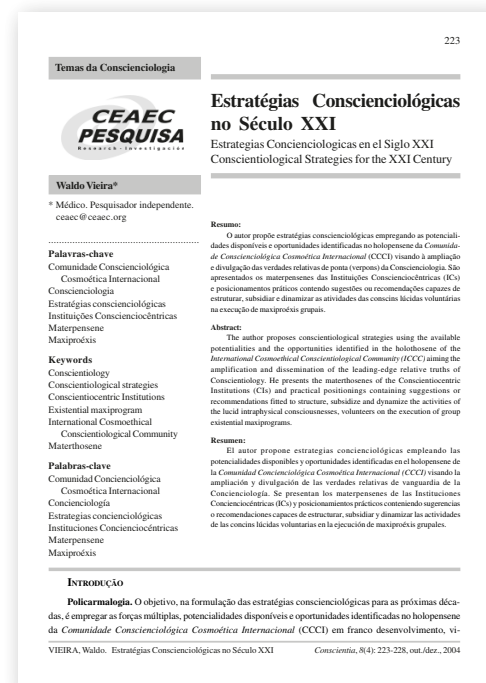 223
Temas da Conscienciologia
CEAEC
PESQUISA
Research - Investigación
Waldo Vieira*
* Médico. Pesquisador independente.
ceaec@ceaec.org
Palavras-chave
Comunidade Conscienciológica
Cosmoética Internacional
Conscienciologia
Estratégias conscienciológicas
Instituições Conscienciocêntricas
Materpensene
Maxiproéxis
Keywords
Conscientiology
Conscientiological strategies
Conscientiocentric Institutions
Existential maxiprogram
International Cosmoethical
Conscientiological Community
Materthosene
Palabras-clave
Comunidad Concienciológica
Cosmoética Internacional
Concienciología
Estrategias concienciológicas
Instituciones Conciencocéntricas
Materpensene
Maxiproéxis
Estratégias Conscienciológicas
no Século XXI
Estrategias Concienciologicas en el Siglo XXI
Conscientiological Strategies for the XXI Century
Resumo:
O autor propõe estratégias conscienciológicas empregando as potenciali-
dades disponíveis e oportunidades identificadas no holopensene da Comunida-
de Conscienciológica Cosmoética Internacional (CCCI) visando à ampliação
e divulgação das verdades relativas de ponta (verpons) da Conscienciologia. São
apresentados os materpensenes das Instituições Conscienciocêntricas (ICs)
e posicionamentos práticos contendo sugestões ou recomendações capazes de
estruturar, subsidiar e dinamizar as atividades das conscins lúcidas voluntárias
na execução de maxiproéxis grupais.
Abstract:
The author proposes conscientiological strategies using the available
potentialities and the opportunities identified in the holothosene of the
International Cosmoethical Conscientiological Community (ICCC) aiming the
amplification and dissemination of the leading-edge relative truths of
Conscientiology. He presents the materthosenes of the Conscientiocentric
Institutions (CIs) and practical positionings containing suggestions or
recommendations fitted to structure, subsidize and dynamize the activities of
the lucid intraphysical consciousnesses, volunteers on the execution of group
existential maxiprograms.
Resumen:
El autor propone estrategias concienciológicas empleando las
potencialidades disponibles y oportunidades identificadas en el holopensene de
la Comunidad Concienciológica Cosmoética Internacional (CCCI) visando la
ampliación y divulgación de las verdades relativas de vanguardia de la
Concienciología. Se presentan los materpensenes de las Instituciones
Conciencocéntricas (ICs) y posicionamientos prácticos conteniendo sugerencias
o recomendaciones capaces de estructurar, subsidiar y dinamizar las actividades
de las concins lúcidas voluntarias en la ejecución de maxiproéxis grupales.
INTRODUÇÃO
Policarmalogia. O objetivo, na formulação das estratégias conscienciológicas para as próximas déca-
das, é empregar as forças múltiplas, potencialidades disponíveis e oportunidades identificadas no holopensene
da Comunidade Conscienciológica Cosmoética Internacional (CCCI) em franco desenvolvimento, vi-
VIEIRA, Waldo. Estratégias Conscienciológicas no Século XXI
Conscientia, 8(4): 223-228, out./dez., 2004